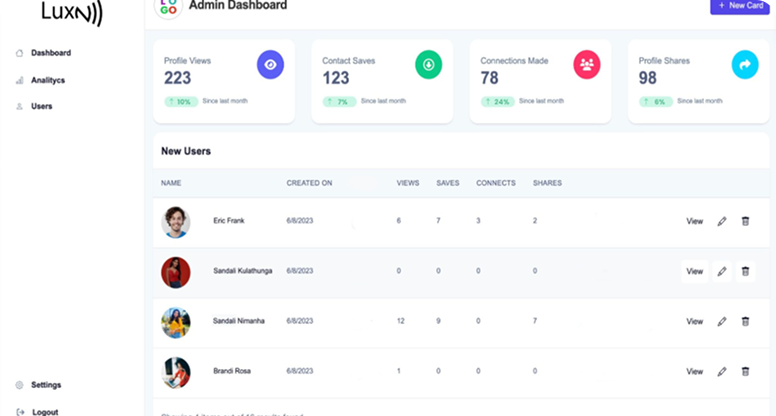 LuxN
LOGO
Admin Dashboard
+ New Card
Dashboard
Analitycs
Users
Settings
Logout
Profile Views
223
↑ 10% Since last month
Contact Saves
123
↑ 7% Since last month
Connections Made
78
↑ 24% Since last month
Profile Shares
98
↑ 6% Since last month
New Users
NAME CREATED ON VIEWS SAVES CONNECTS SHARES
Eric Frank 6/8/2023 6 7 3 2 View
Sandali Kulathunga 6/8/2023 0 0 0 0 View
Sandali Nimanha 6/8/2023 12 9 0 7 View
Brandi Rosa 6/8/2023 1 0 0 0 View